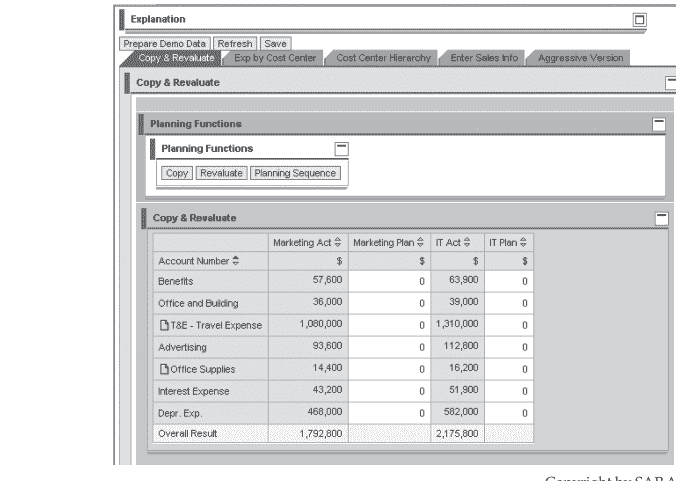 Explanation
Prepare Demo Data Refresh Save
Copy & Revaluate Exp by Cost Center Cost Center Hierarchy Enter Sales Info Aggressive Version
Copy & Revaluate
Planning Functions
Planning Functions
Copy Revaluate Planning Sequence
Copy & Revaluate
Marketing Act Marketing Plan IT Act IT Plan
Account Number $ $ $ $
Benefits 57,600 0 63,900 0
Office and Building 36,000 0 39,000 0
T&E - Travel Expense 1,080,000 0 1,310,000 0
Advertising 93,600 0 112,800 0
Office Supplies 14,400 0 16,200 0
Interest Expense 43,200 0 51,900 0
Depr. Exp. 468,000 0 582,000 0
Overall Result 1,792,800 2,175,800